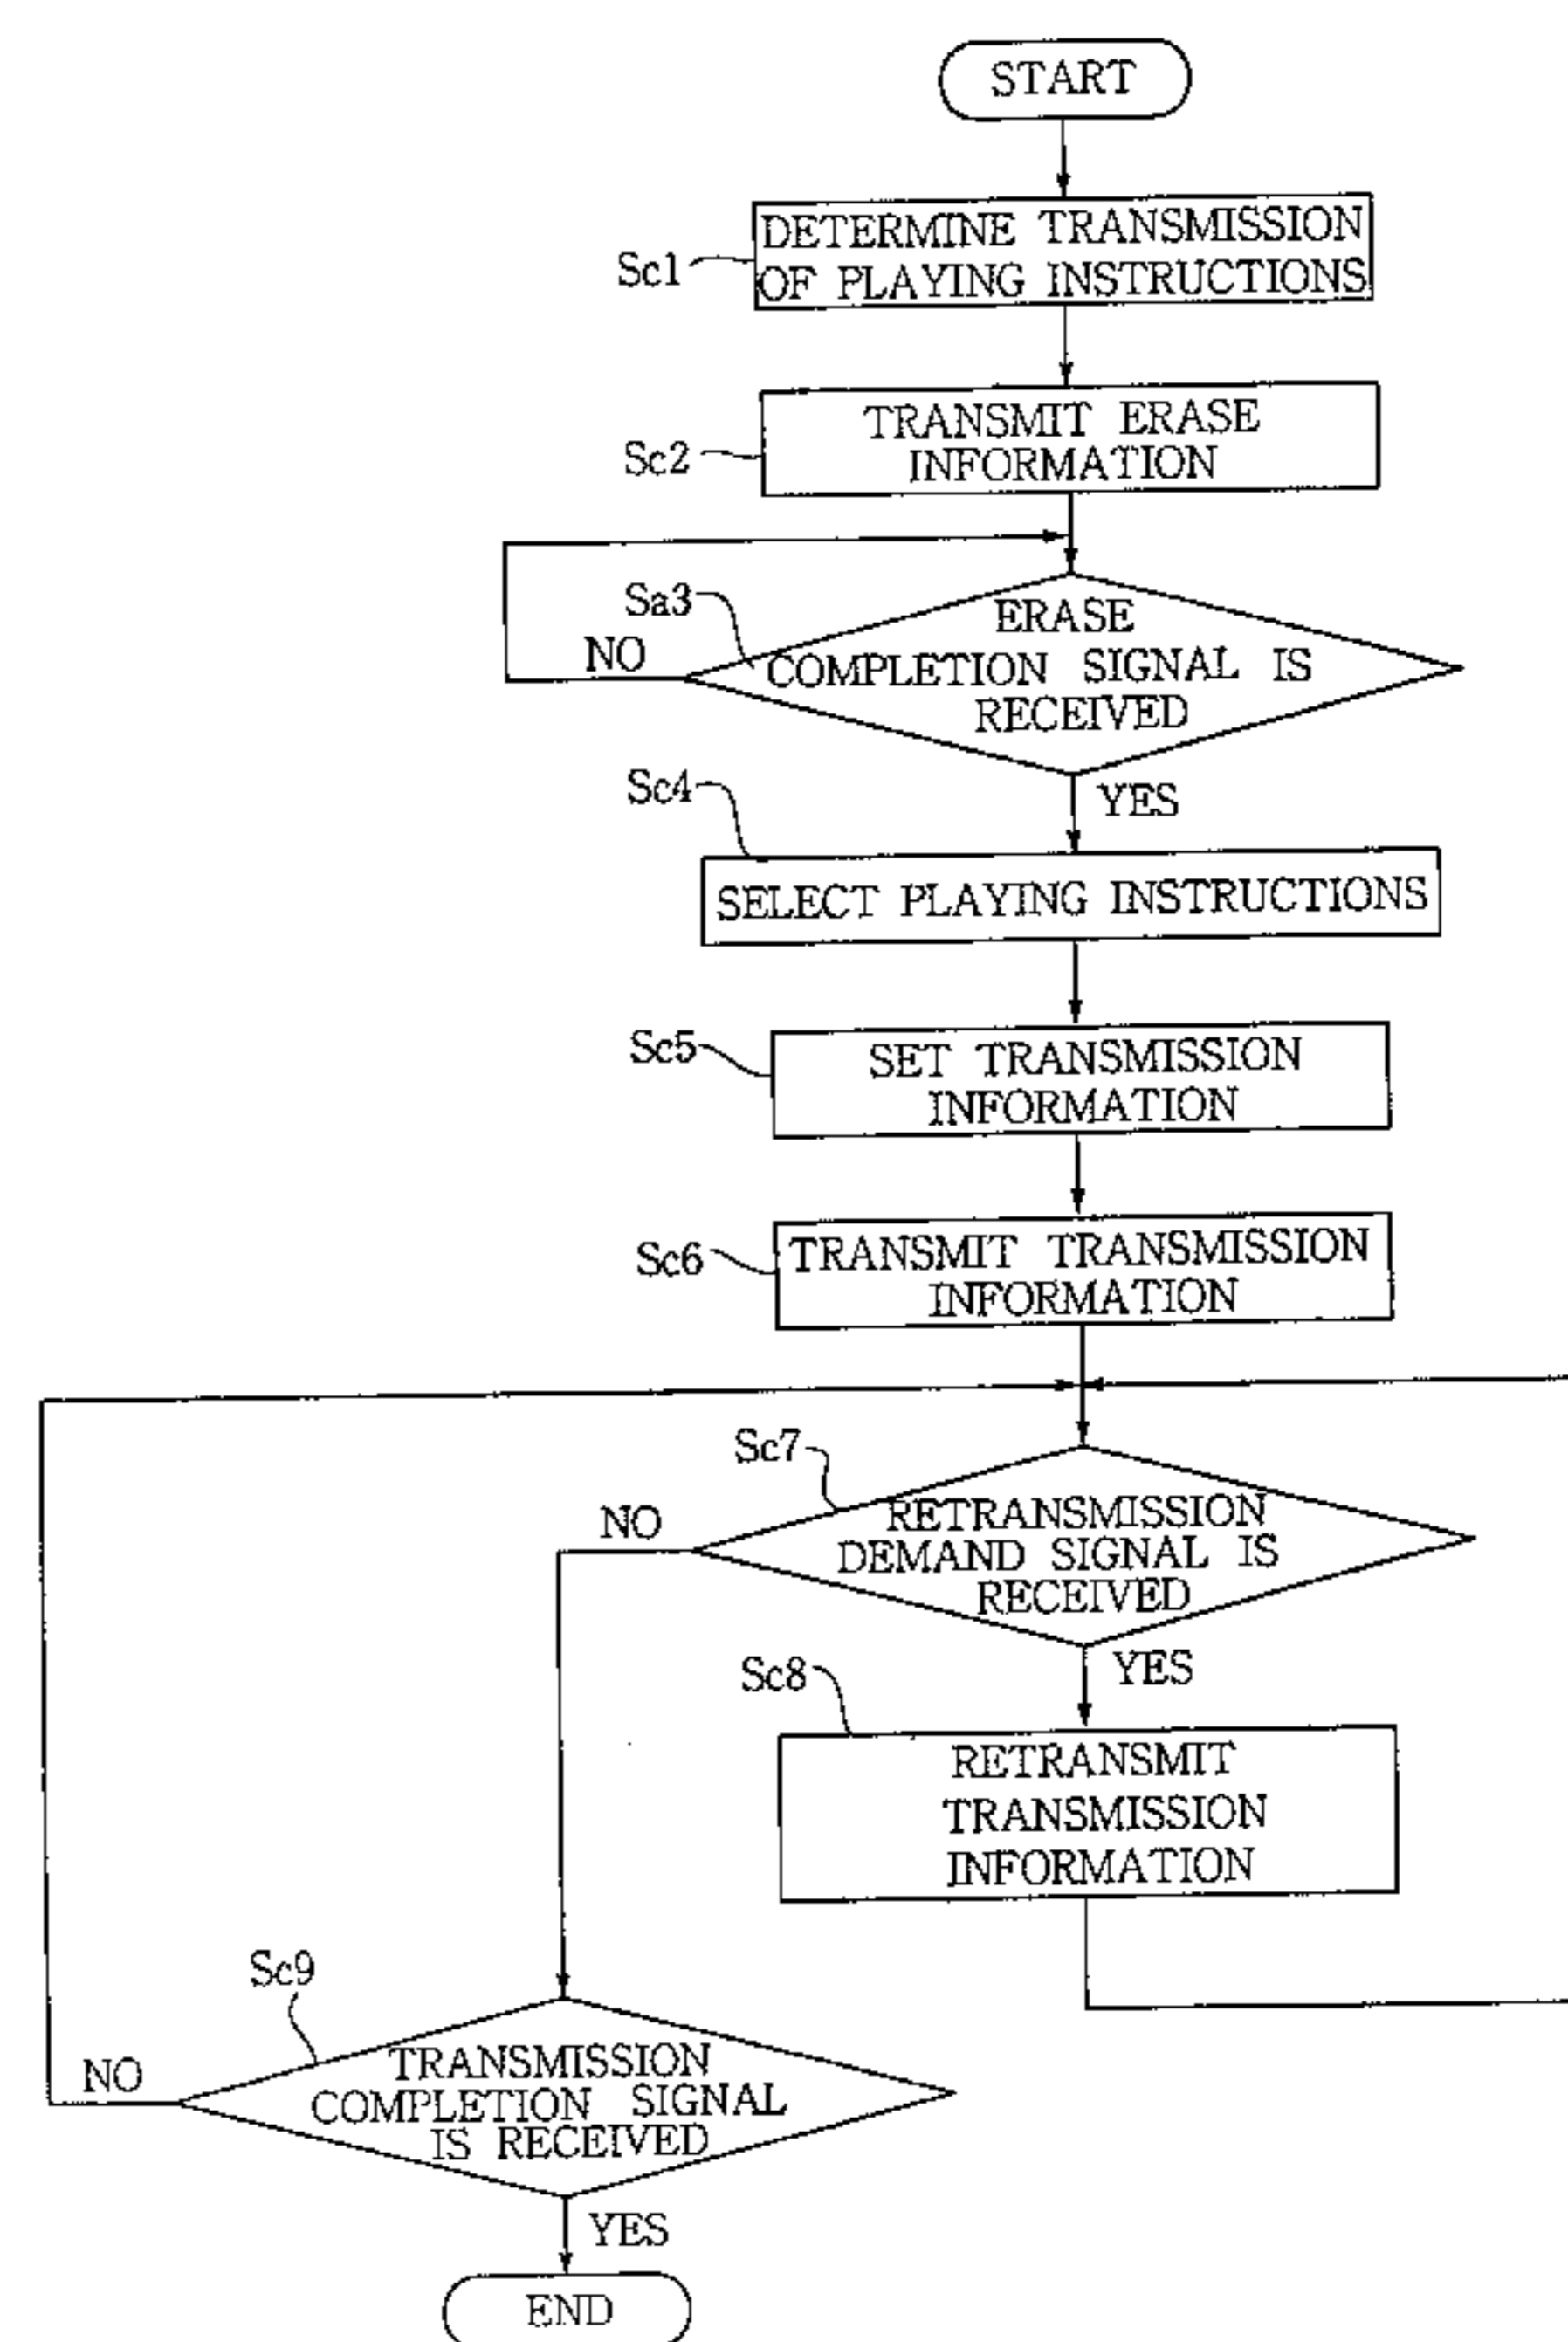 START
Sc1
DETERMINE TRANSMISSION
OF PLAYING INSTRUCTIONS
Sc2
TRANSMIT ERASE
INFORMATION
Sa3
NO
ERASE
COMPLETION SIGNAL IS
RECEIVED
YES
Sc4
SELECT PLAYING INSTRUCTIONS
Sc5
SET TRANSMISSION
INFORMATION
Sc6
TRANSMIT TRANSMISSION
INFORMATION
Sc7
NO
RETRANSMISSION
DEMAND SIGNAL IS
RECEIVED
YES
Sc8
RETRANSMIT
TRANSMISSION
INFORMATION
Sc9
NO
TRANSMISSION
COMPLETION SIGNAL
IS RECEIVED
YES
END